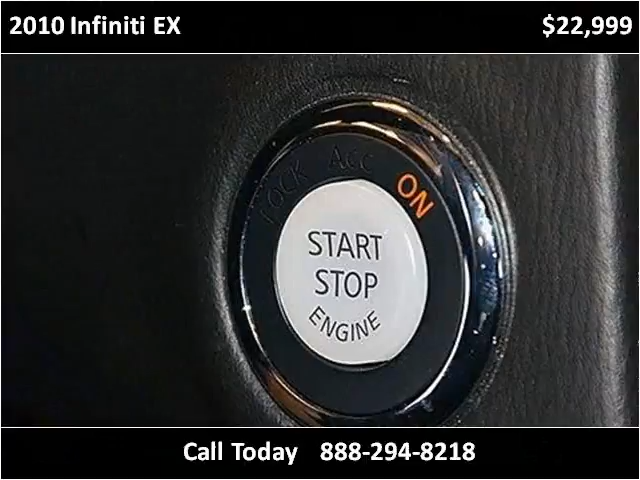 2010 Infiniti EX $22,999
LOCK ACC ON
START
STOP
ENGINE
Call Today 888-294-8218